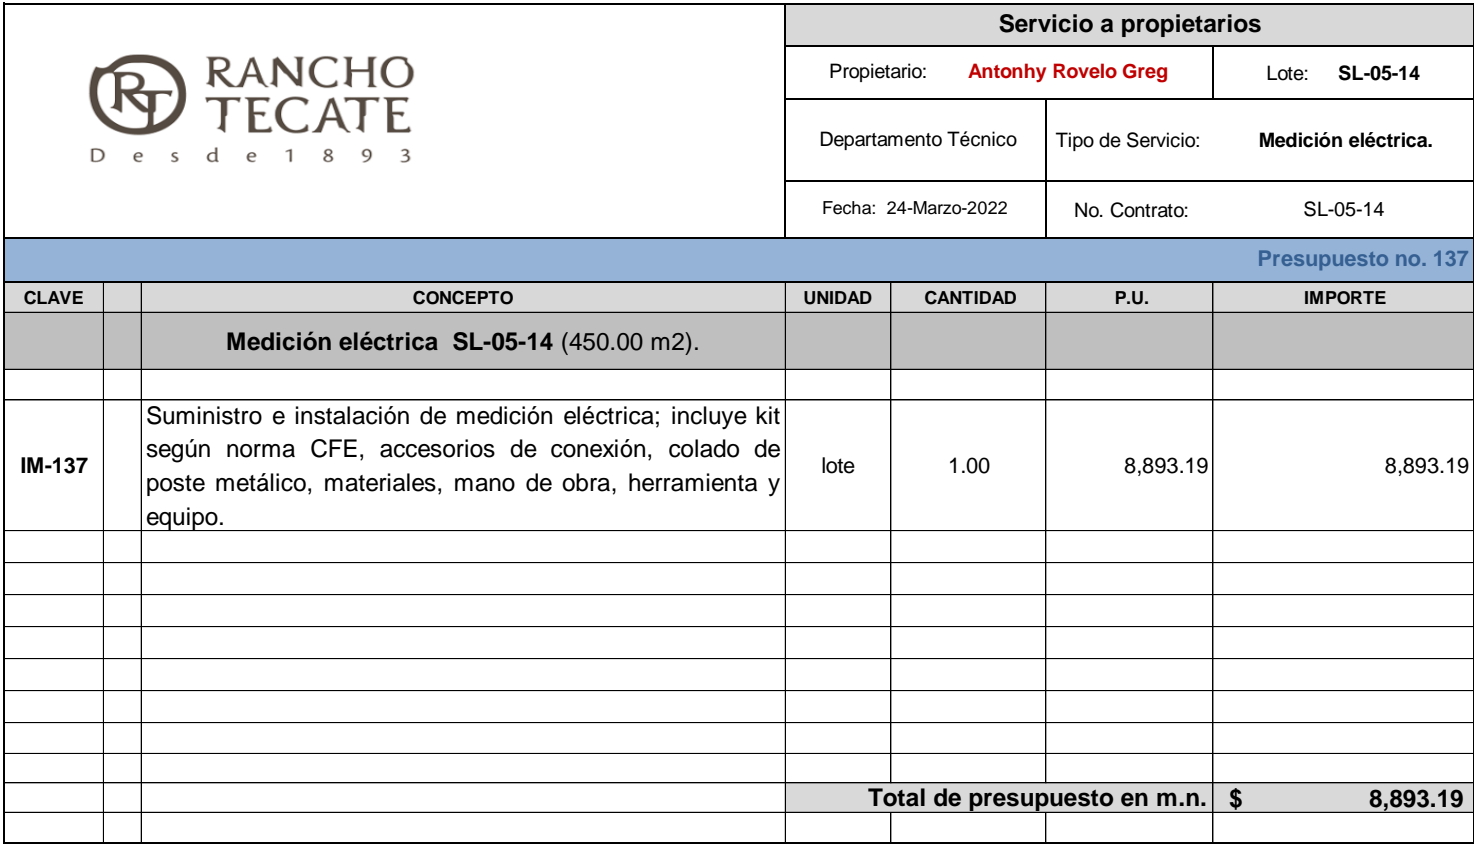 RANCHO
TECATE
Desde1893
RT
Servicio a propietarios
Propietario: Antonhy Rovelo Greg Lote: SL-05-14
Departamento Técnico Tipo de Servicio: Medición eléctrica.
Fecha: 24-Marzo-2022 No. Contrato: SL-05-14
Presupuesto no. 137
CLAVE CONCEPTO UNIDAD CANTIDAD P.U. IMPORTE
Medición eléctrica SL-05-14 (450.00 m2).
Suministro e instalación de medición eléctrica; incluye kit
según norma CFE, accesorios de conexión, colado de
IM-137 lote 1.00 8,893.19 8,893.19
poste metálico, materiales, mano de obra, herramienta y
equipo.
Total de presupuesto en m.n. $ 8,893.19